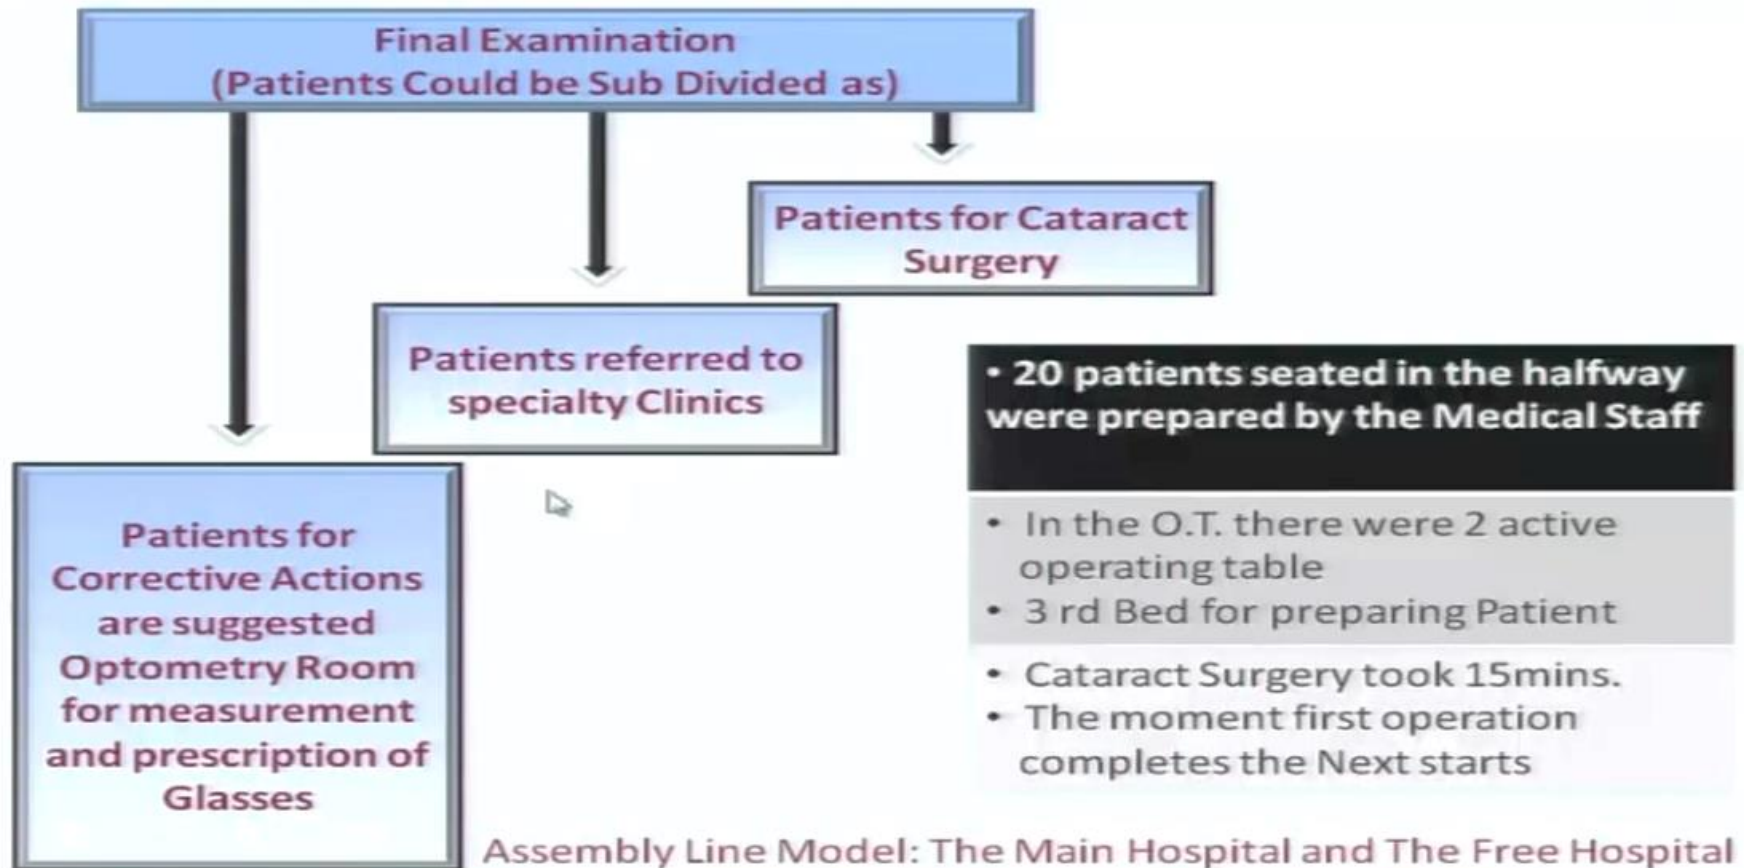 Final Examination
(Patients Could be Sub Divided as)
Patients for Cataract
Surgery
Patients referred to
specialty Clinics
Patients for
Corrective Actions
are suggested
Optometry Room
for measurement
and prescription of
Glasses
• 20 patients seated in the halfway
were prepared by the Medical Staff
• In the O.T. there were 2 active
operating table
• 3 rd Bed for preparing Patient
• Cataract Surgery took 15mins.
• The moment first operation
completes the Next starts
Assembly Line Model: The Main Hospital and The Free Hospital